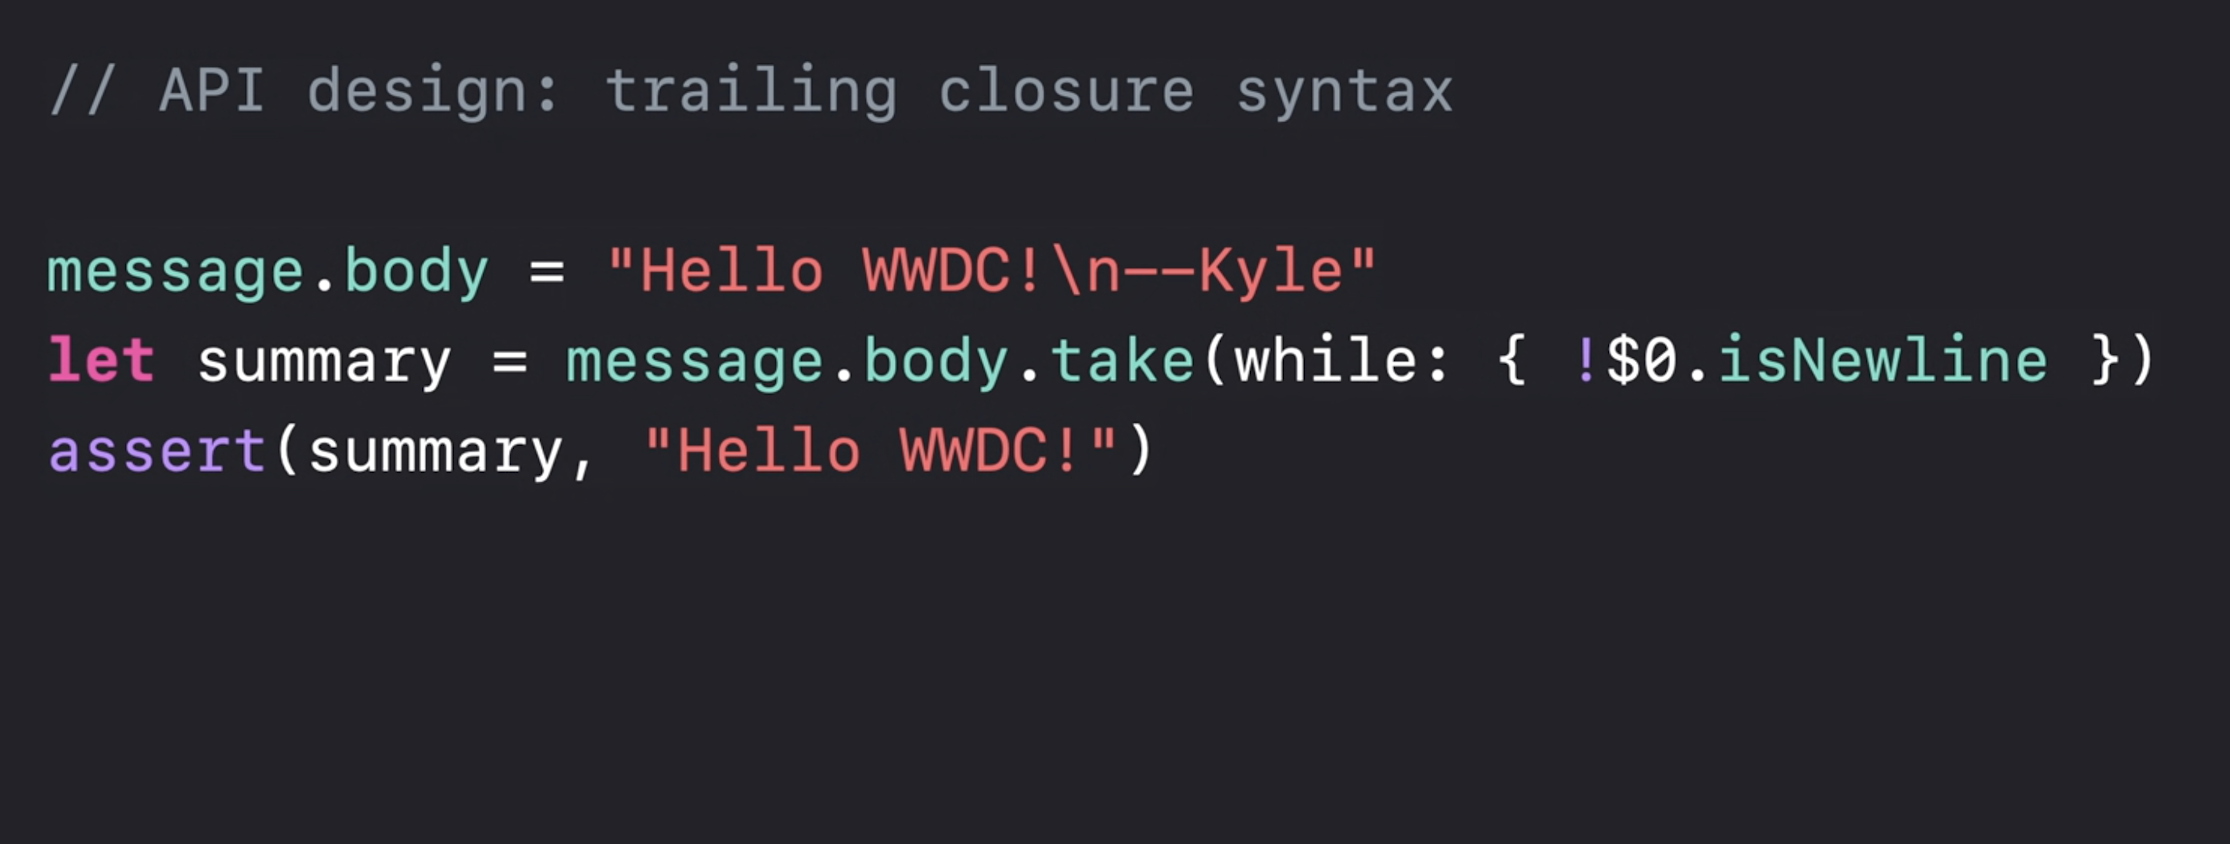 // API design: trailing closure syntax
message.body = "Hello WWDC!\n--Kyle"
let summary = message.body.take(while: { !$0.isNewline })
assert(summary, "Hello WWDC!")